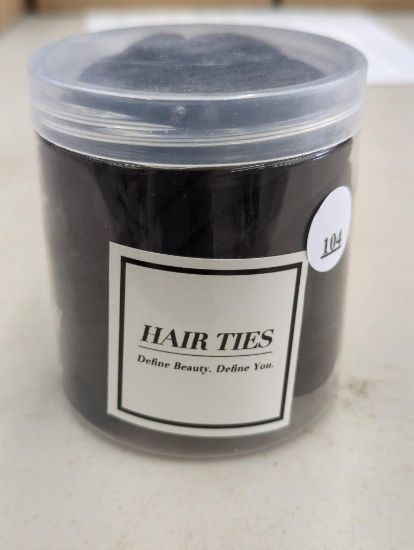 104
HAIR TIES
Define Beauty. Define You.